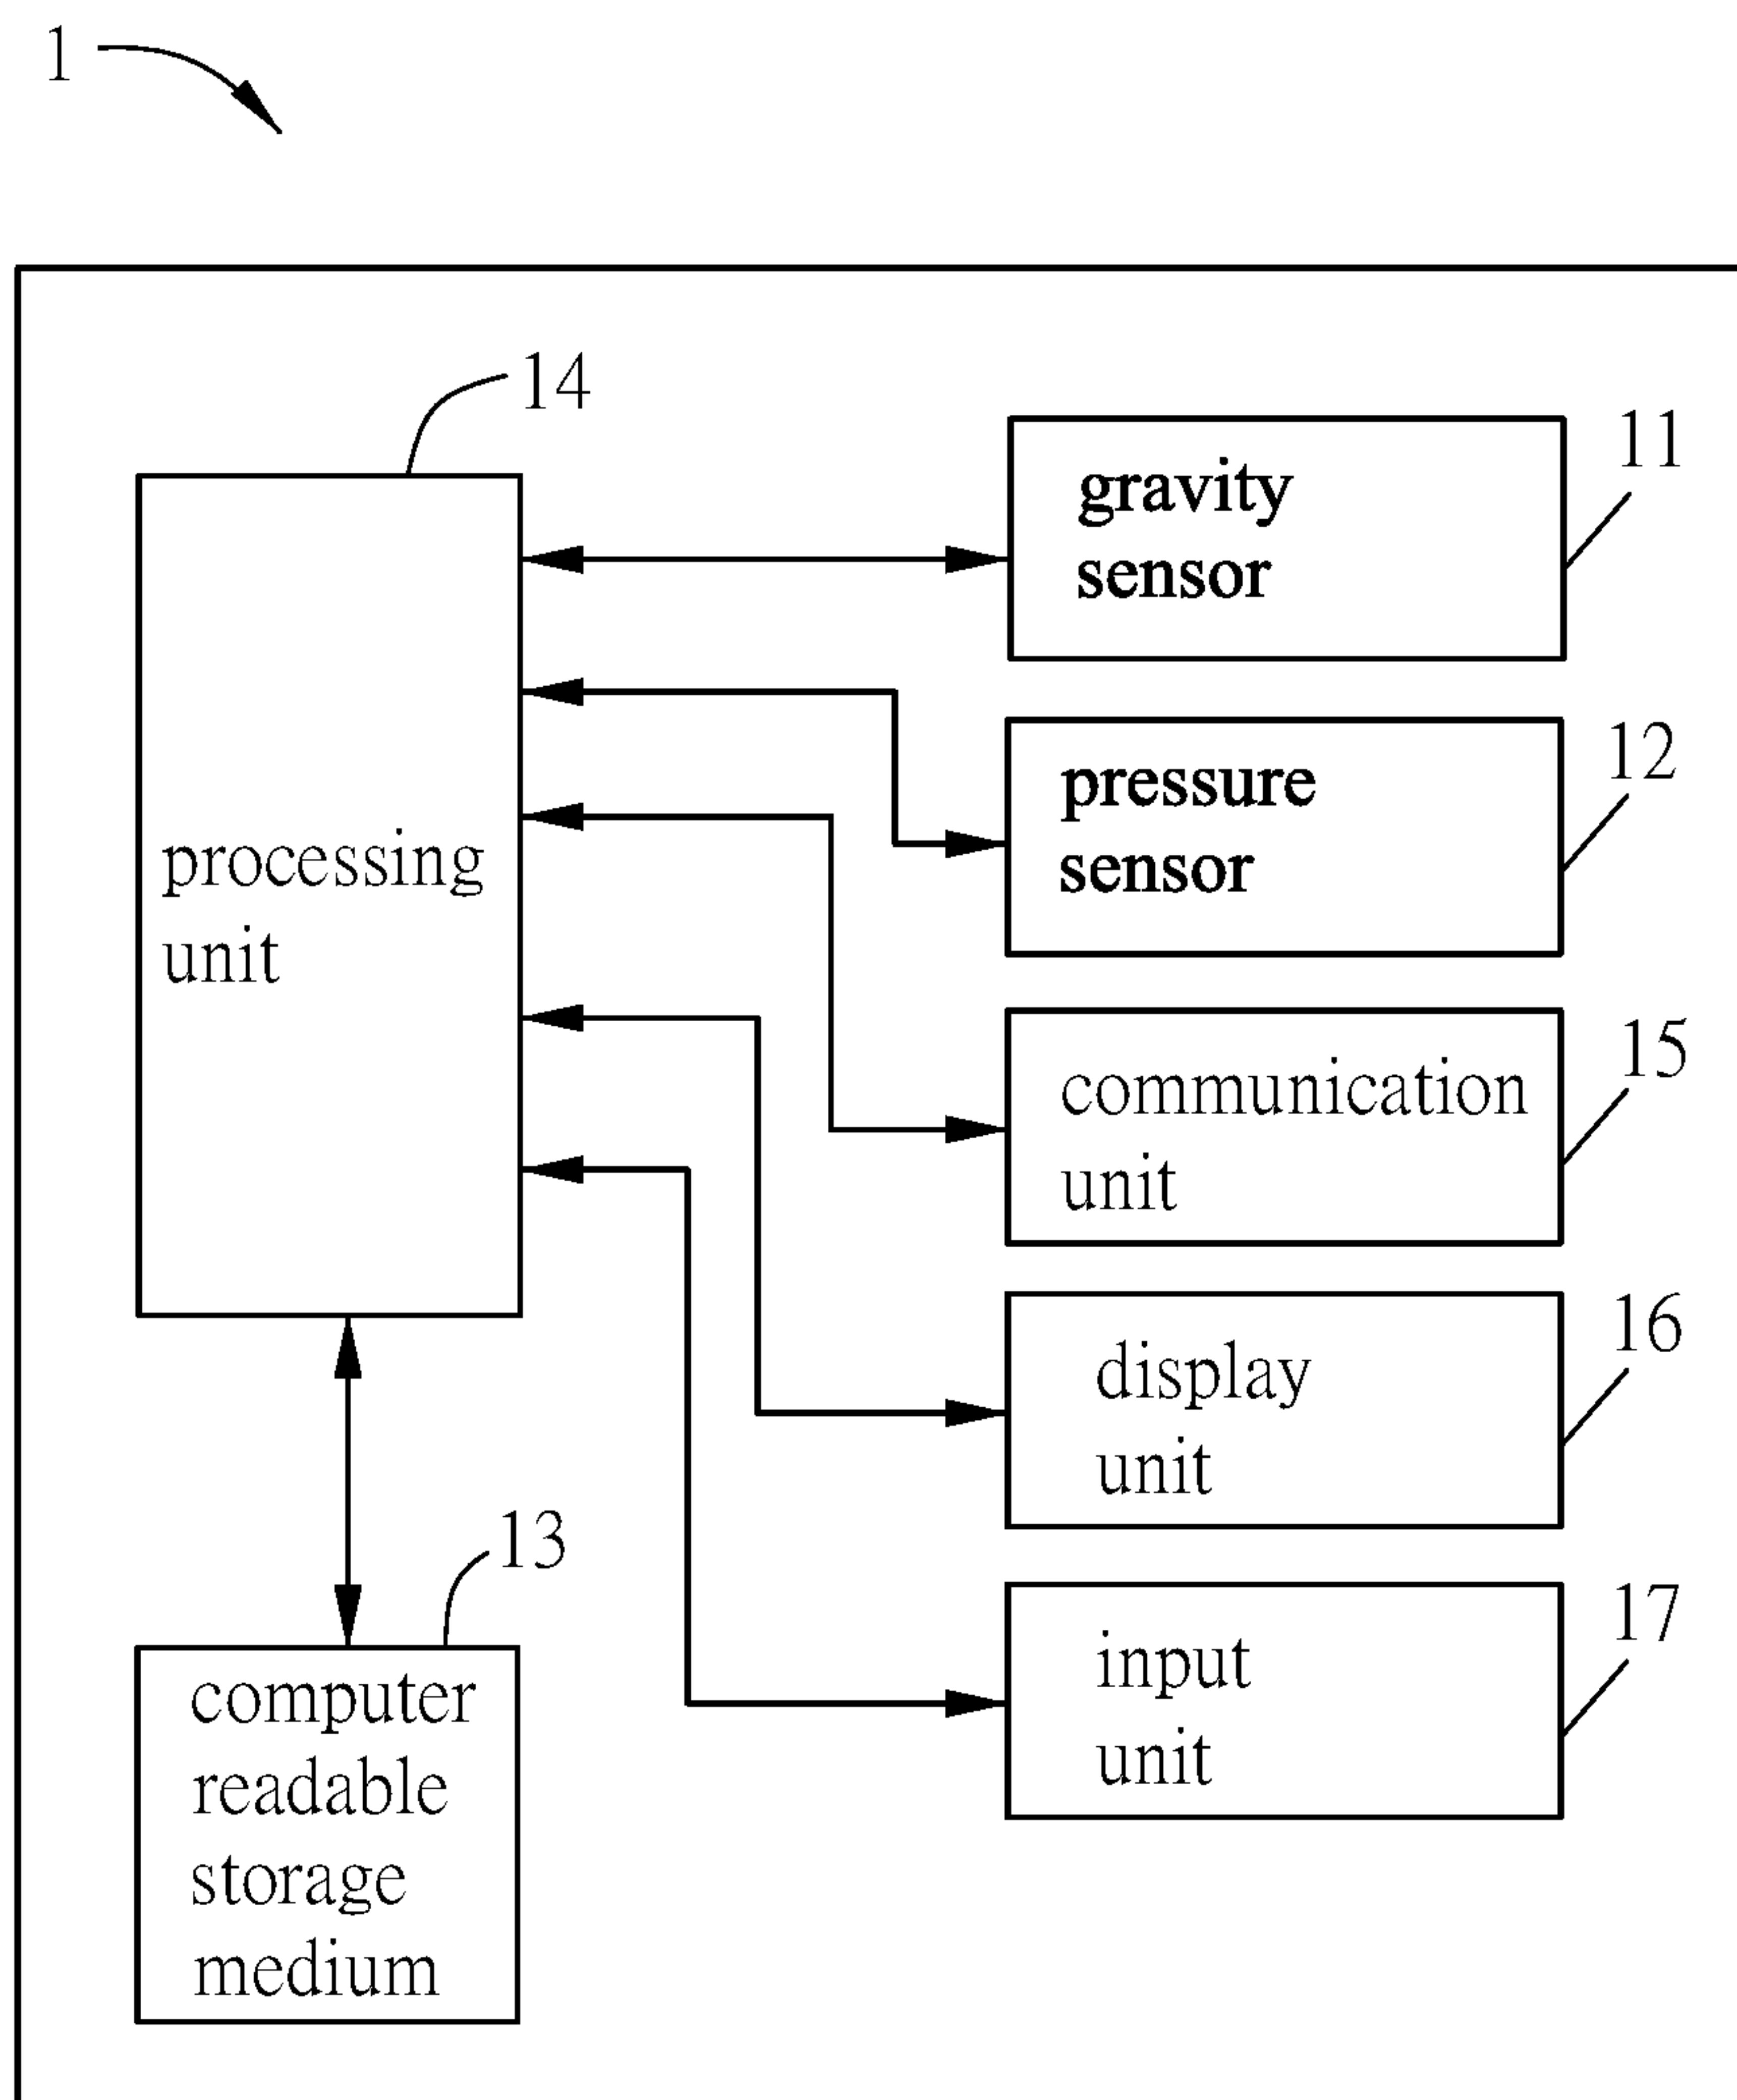 1
14
11
gravity
sensor
12
pressure
sensor
processing
unit
15
communication
unit
16
display
unit
13
17
input
unit
computer
readable
storage
medium